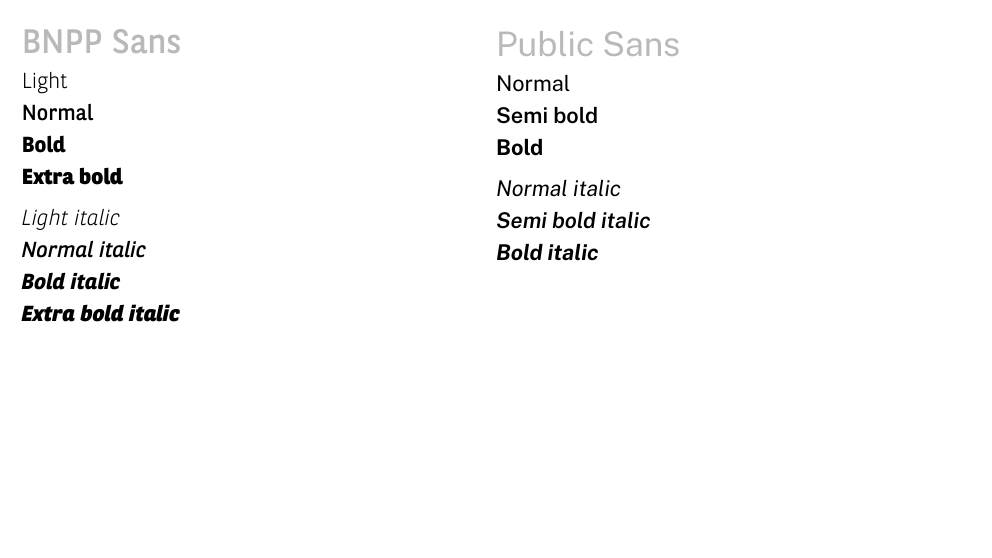 BNPP Sans
Light
Normal
Bold
Extra bold
Light italic
Normal italic
Bold italic
Extra bold italic
Public Sans
Normal
Semi bold
Bold
Normal italic
Semi bold italic
Bold italic